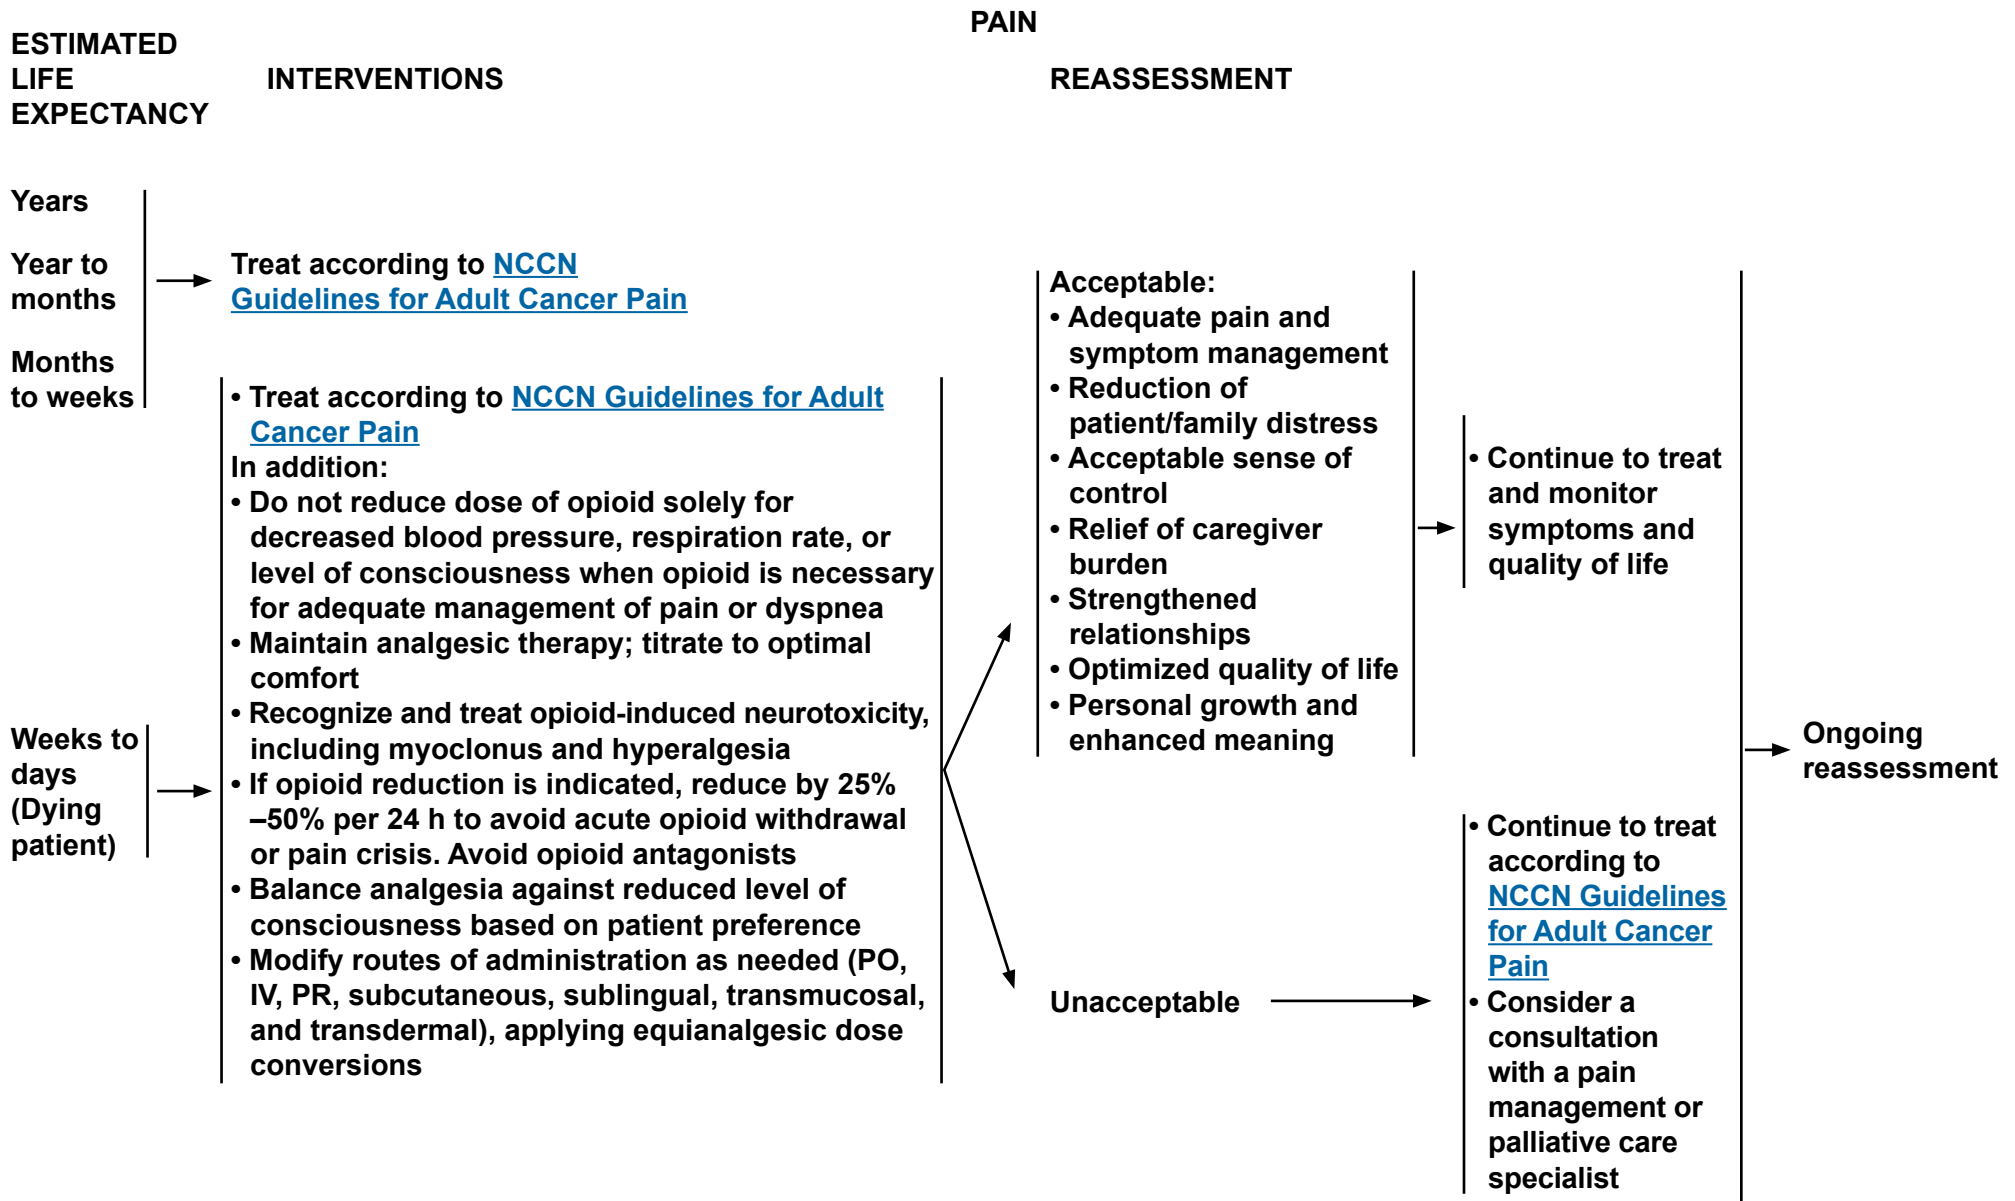 PAIN
ESTIMATED
LIFE
EXPECTANCY
INTERVENTIONS
REASSESSMENT
Years
Year to
months
Months
to weeks
Treat according to NCCN
Guidelines for Adult Cancer Pain
Weeks to
days
(Dying
patient)
• Treat according to NCCN Guidelines for Adult
Cancer Pain
In addition:
• Do not reduce dose of opioid solely for
decreased blood pressure, respiration rate, or
level of consciousness when opioid is necessary
for adequate management of pain or dyspnea
• Maintain analgesic therapy; titrate to optimal
comfort
• Recognize and treat opioid-induced neurotoxicity,
including myoclonus and hyperalgesia
• If opioid reduction is indicated, reduce by 25%
–50% per 24 h to avoid acute opioid withdrawal
or pain crisis. Avoid opioid antagonists
• Balance analgesia against reduced level of
consciousness based on patient preference
• Modify routes of administration as needed (PO,
IV, PR, subcutaneous, sublingual, transmucosal,
and transdermal), applying equianalgesic dose
conversions
Acceptable:
• Adequate pain and
symptom management
• Reduction of
patient/family distress
• Acceptable sense of
control
• Relief of caregiver
burden
• Strengthened
relationships
• Optimized quality of life
• Personal growth and
enhanced meaning
• Continue to treat
and monitor
symptoms and
quality of life
Unacceptable
• Continue to treat
according to
NCCN Guidelines
for Adult Cancer
Pain
• Consider a
consultation
with a pain
management or
palliative care
specialist
Ongoing
reassessment